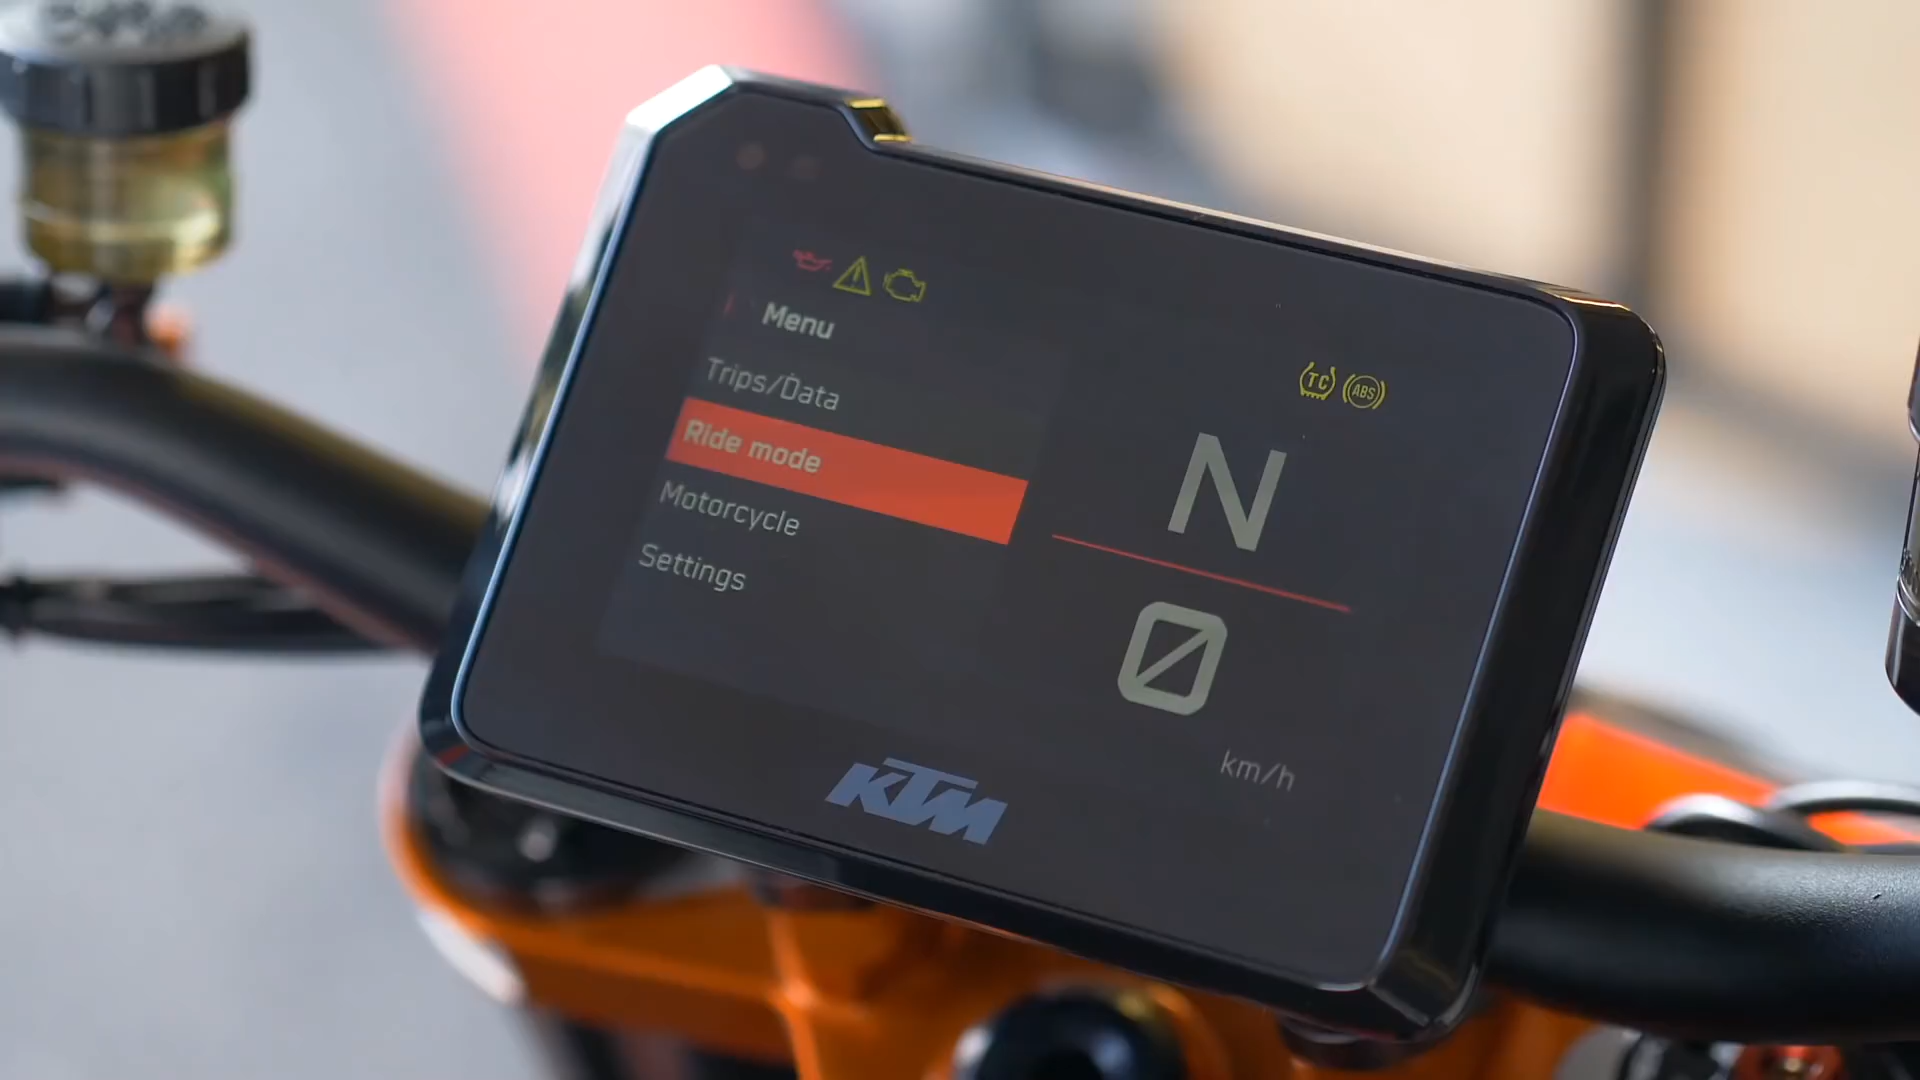 Menu
Trips/Data
Ride mode
Motorcycle
Settings
TC ABS
N
0
km/h
KTM